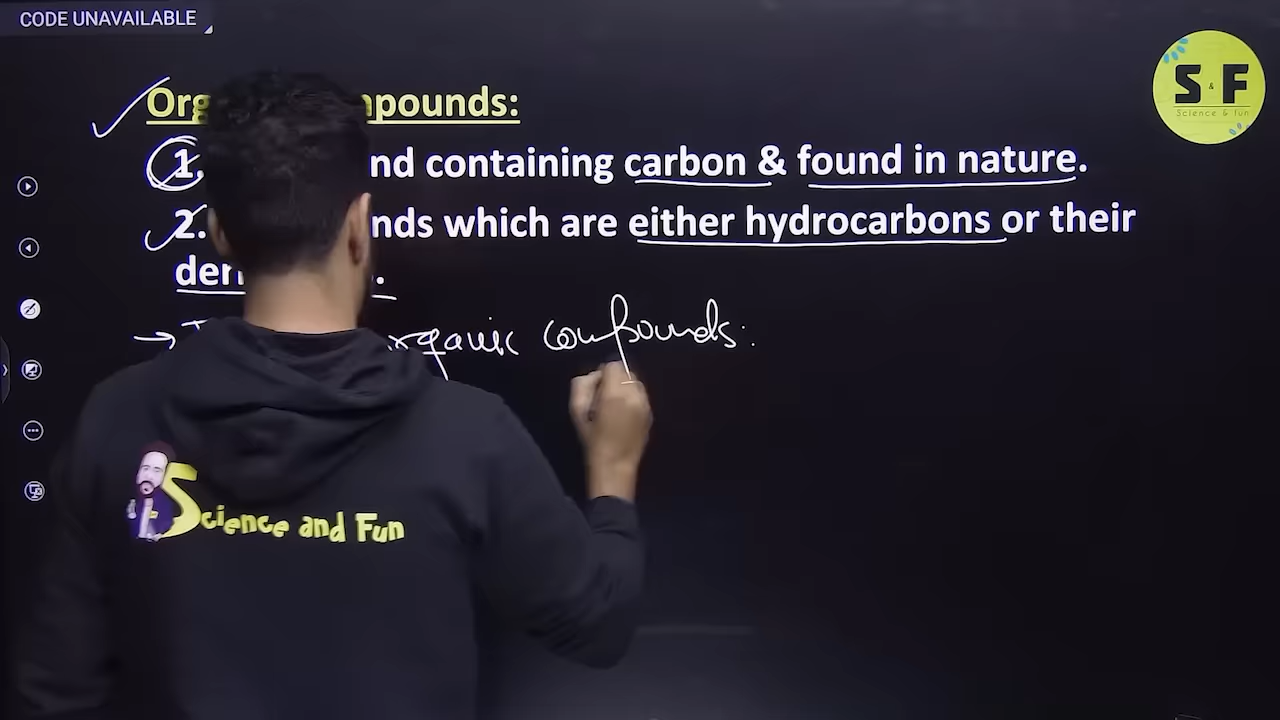 CODE UNAVAILABLE
S & F
Science & fun
Org mpounds:
1. nd containing carbon & found in nature.
2. nds which are either hydrocarbons or their
der .
→ T rganic compounds:
Science and Fun